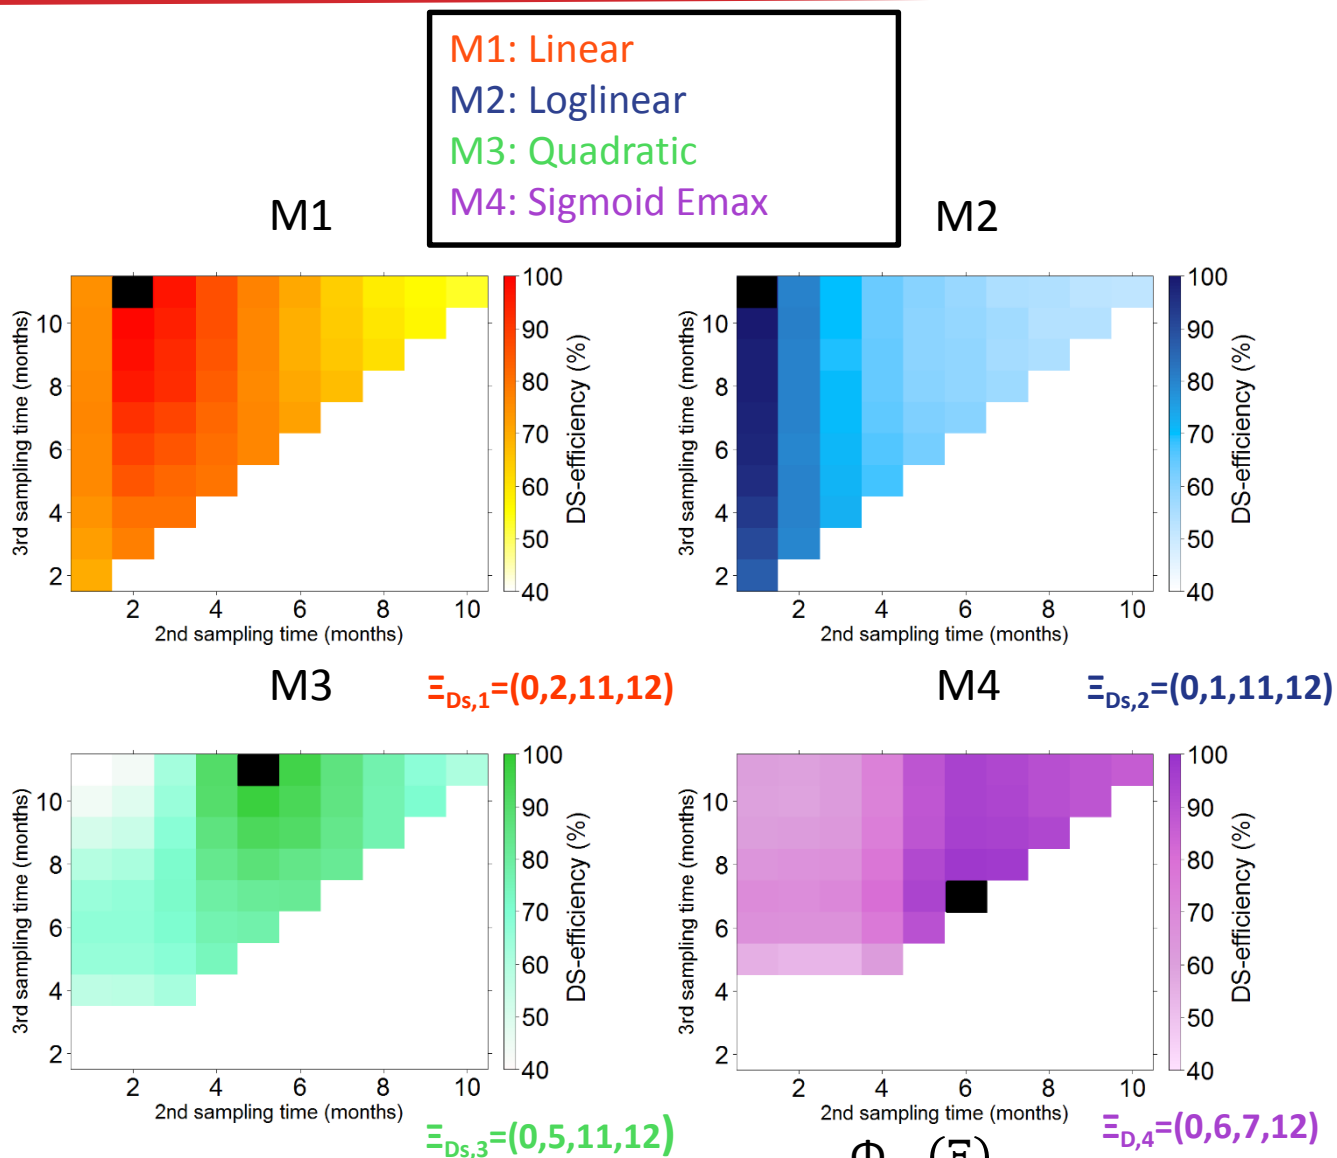 M1: Linear
M2: Loglinear
M3: Quadratic
M4: Sigmoid Emax
M1
M2
100
90
80
70
60
50
40
DS-efficiency (%)
10
8
6
4
2
3rd sampling time (months)
2 4 6 8 10
2nd sampling time (months)
100
90
80
70
60
50
40
DS-efficiency (%)
10
8
6
4
2
3rd sampling time (months)
2 4 6 8 10
2nd sampling time (months)
M3
Ξ_Ds,1=(0,2,11,12)
M4
Ξ_Ds,2=(0,1,11,12)
100
90
80
70
60
50
40
DS-efficiency (%)
10
8
6
4
2
3rd sampling time (months)
2 4 6 8 10
2nd sampling time (months)
100
90
80
70
60
50
40
DS-efficiency (%)
10
8
6
4
2
3rd sampling time (months)
2 4 6 8 10
2nd sampling time (months)
Ξ_Ds,3=(0,5,11,12)
Ξ_D,4=(0,6,7,12)
Φ (Ξ)